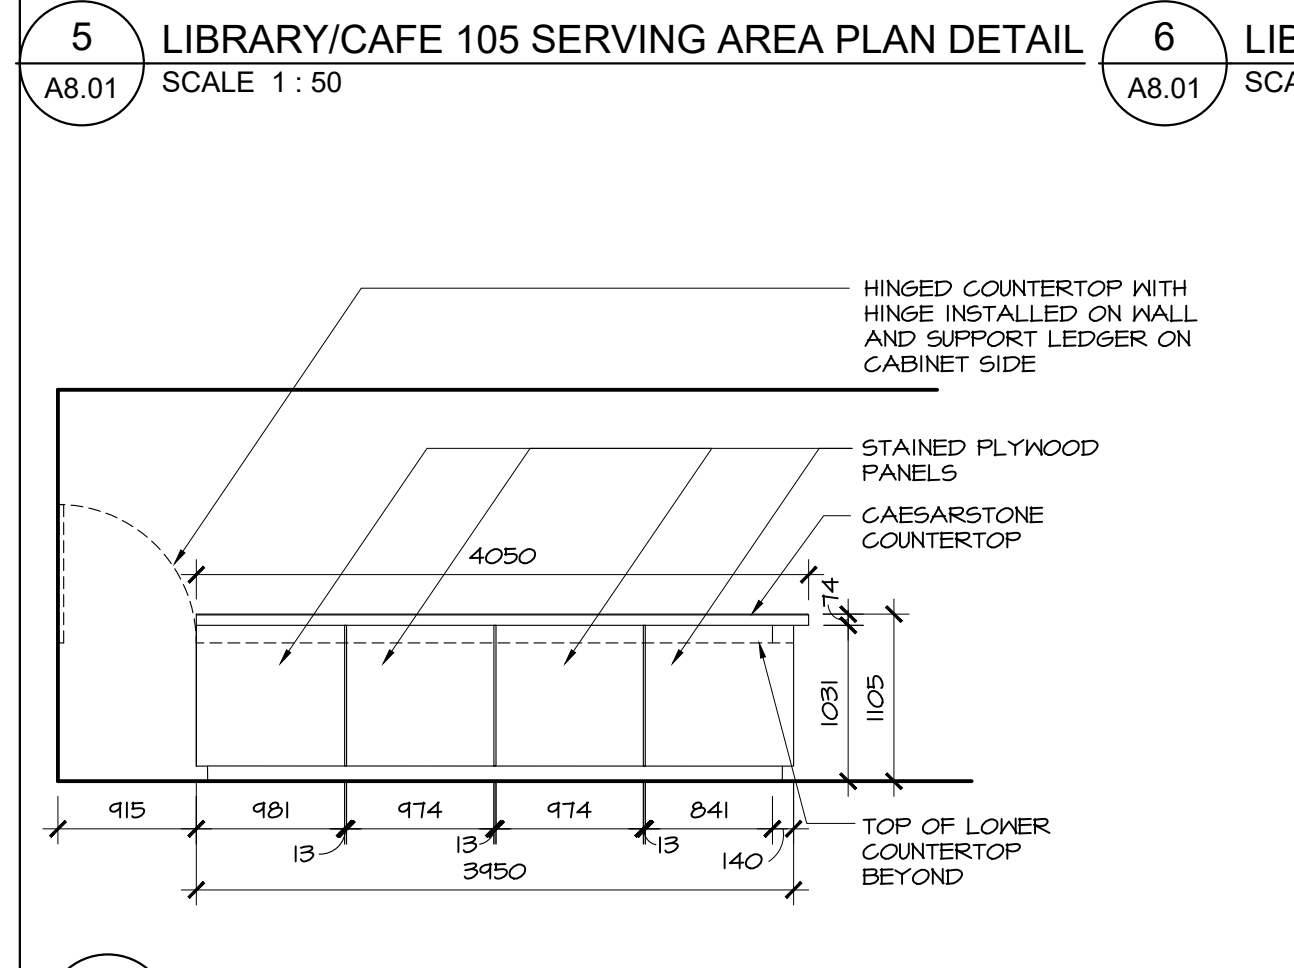 5
A8.01
LIBRARY/CAFE 105 SERVING AREA PLAN DETAIL
SCALE 1 : 50
6
A8.01
LIB
SCA
HINGED COUNTERTOP WITH
HINGE INSTALLED ON WALL
AND SUPPORT LEDGER ON
CABINET SIDE
STAINED PLYWOOD
PANELS
CAESARSTONE
COUNTERTOP
4050
74
1031
1105
915
981
974
974
841
13
13
13
140
3950
TOP OF LOWER
COUNTERTOP
BEYOND